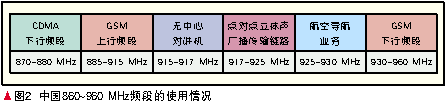 CDMA
下行频段
GSM
上行频段
无中心
对讲机
点对点立体声
广播传输链路
航空导航
业务
GSM
下行频段
870-880 MHz
885-915 MHz
915-917 MHz
917-925 MHz
925-930 MHz
930-960 MHz
▲图2 中国860~960 MHz频段的使用情况